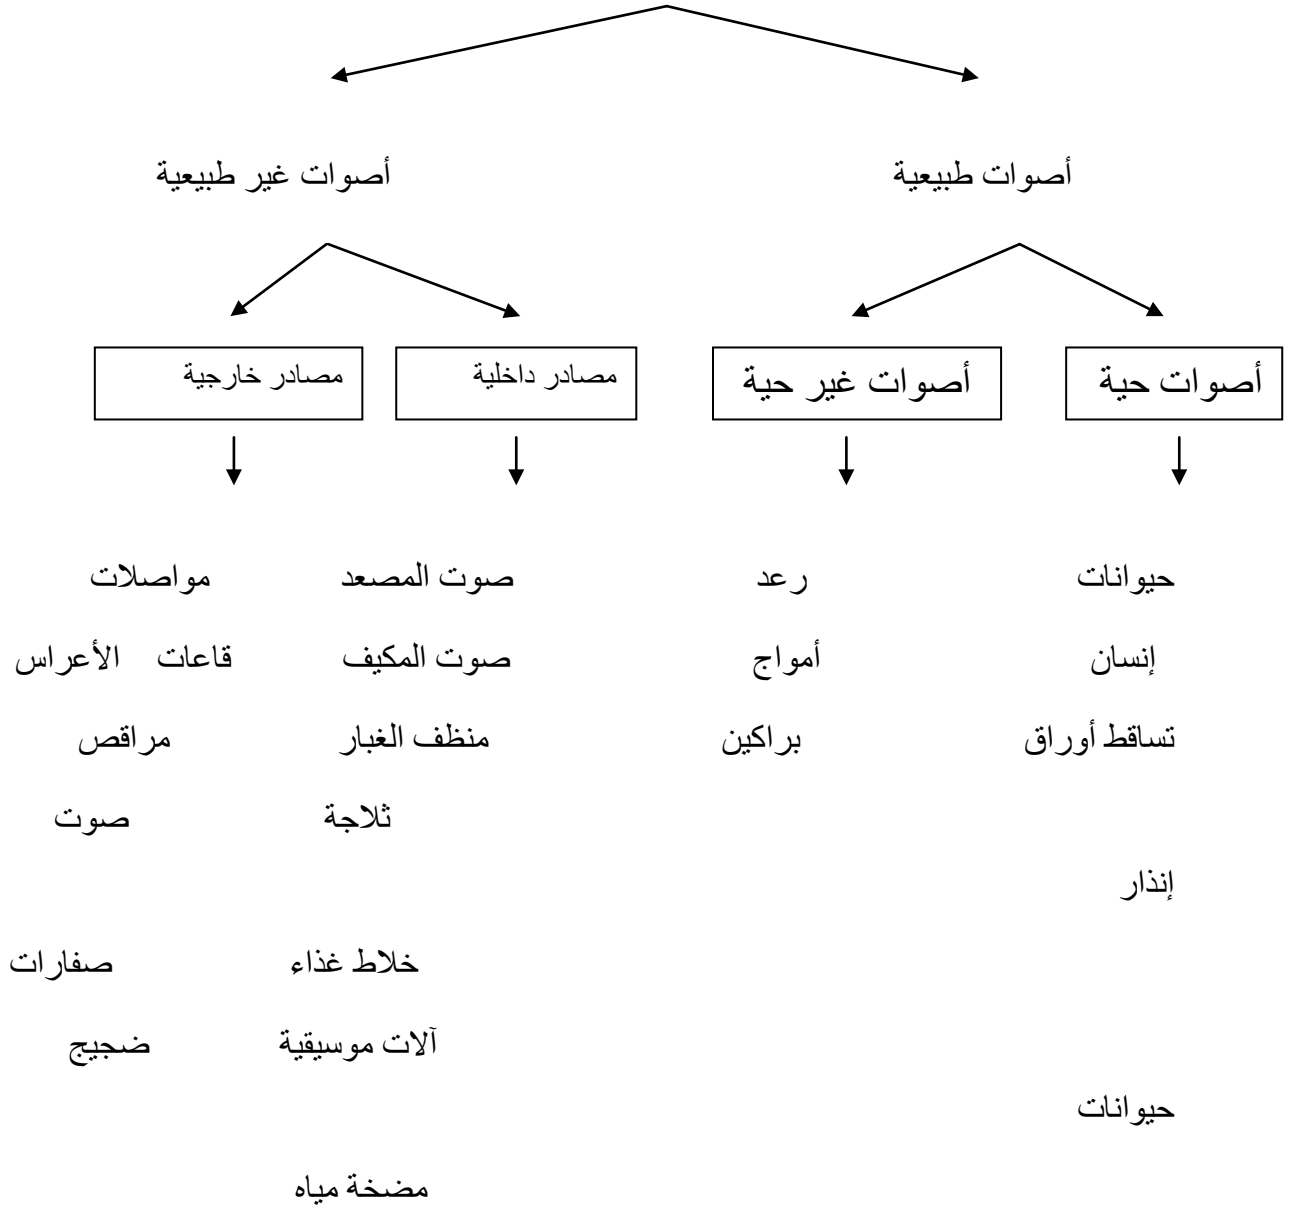 أصوات طبيعية أصوات غير طبيعية
أصوات حية أصوات غير حية مصادر داخلية مصادر خارجية
حيوانات رعد صوت المصعد مواصلات
إنسان أمواج صوت المكيف قاعات الأعراس
تساقط أوراق براكين منظف الغبار مراقص
ثلاجة صوت
إنذار
خلاط غذاء صفارات
آلات موسيقية ضجيج
حيوانات
مضخة مياه